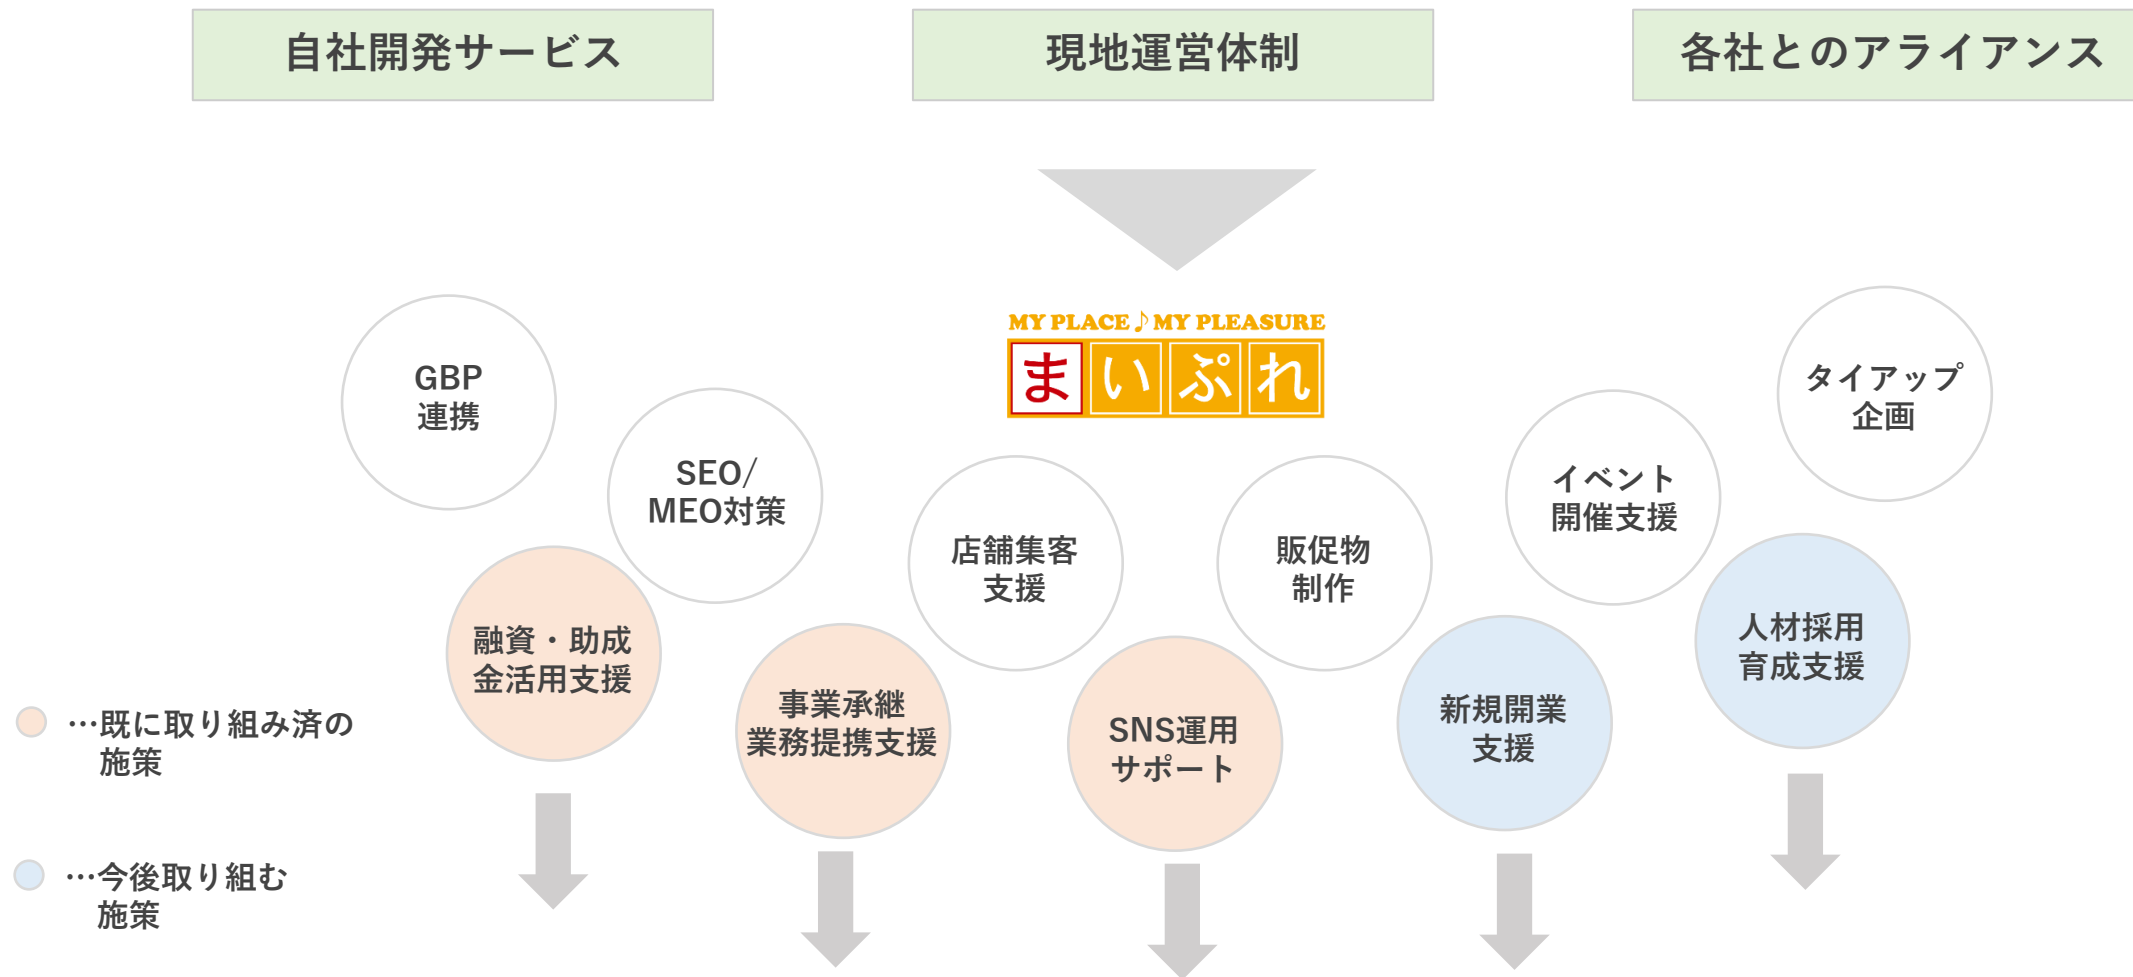 自社開発サービス
現地運営体制
各社とのアライアンス
MY PLACE♪MY PLEASURE
まいぷれ
GBP
連携
SEO/
MEO対策
店舗集客
支援
販促物
制作
イベント
開催支援
タイアップ
企画
融資・助成
金活用支援
事業承継
業務提携支援
SNS運用
サポート
新規開業
支援
人材採用
育成支援
…既に取り組み済の
施策
…今後取り組む
施策